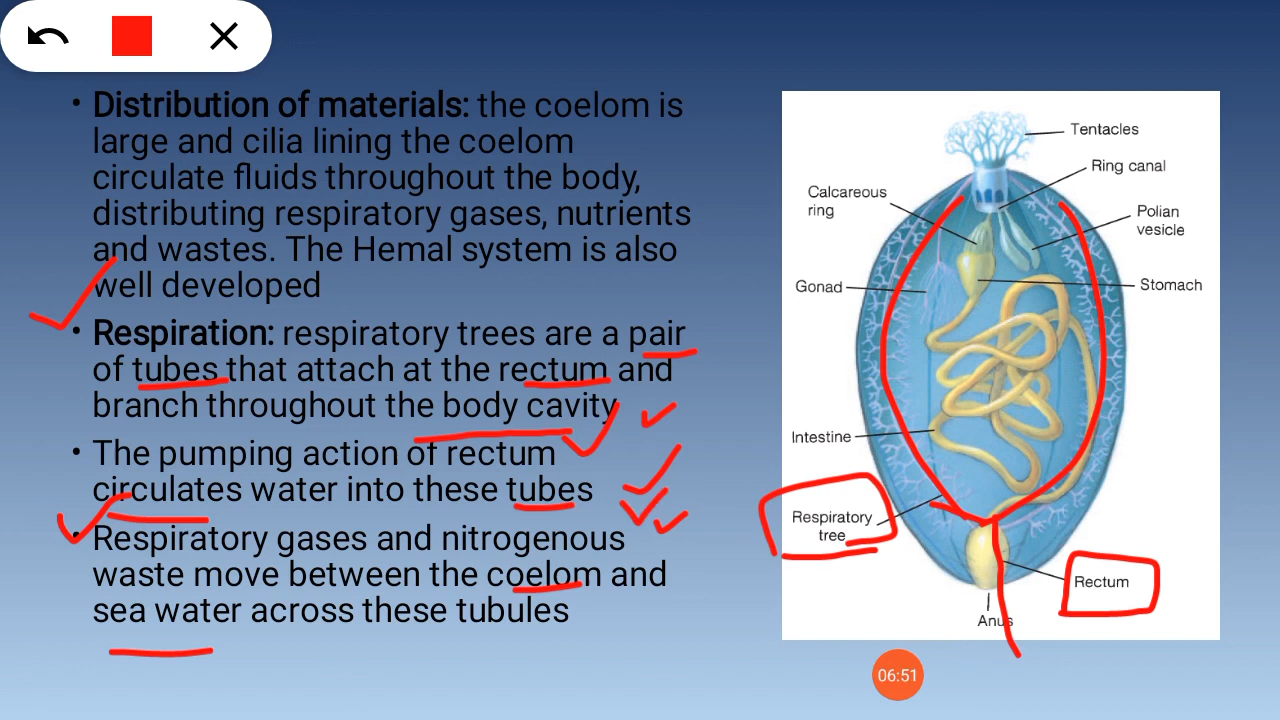 • Distribution of materials: the coelom is
large and cilia lining the coelom
circulate fluids throughout the body,
distributing respiratory gases, nutrients
and wastes. The Hemal system is also
well developed
• Respiration: respiratory trees are a pair
of tubes that attach at the rectum and
branch throughout the body cavity
• The pumping action of rectum
circulates water into these tubes
• Respiratory gases and nitrogenous
waste move between the coelom and
sea water across these tubules
Tentacles
Ring canal
Calcareous
ring
Polian
vesicle
Gonad
Stomach
Intestine
Respiratory
tree
Rectum
Anus
06:51